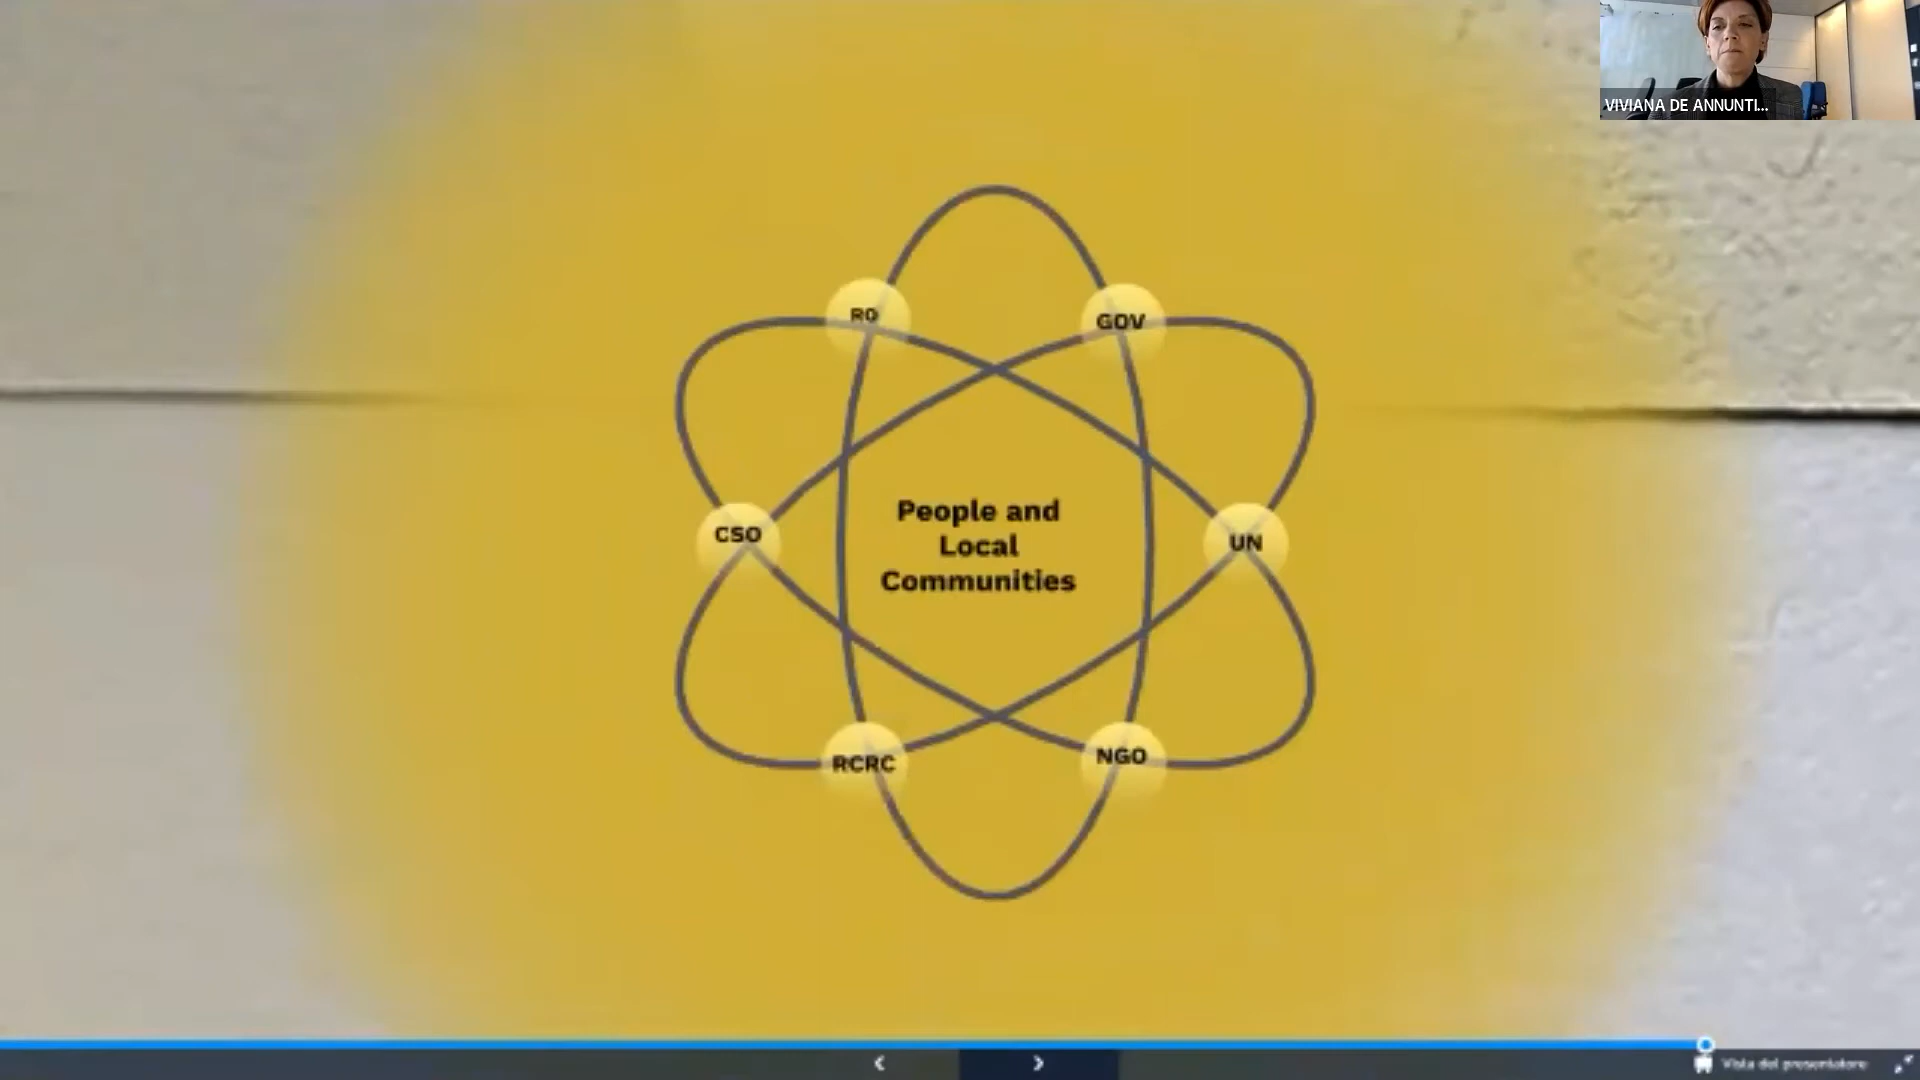 VIVIANA DE ANNUNTI...
RO
GOV
People and
Local
Communities
CSO
UN
RCRC
NGO
Vista del presentatore